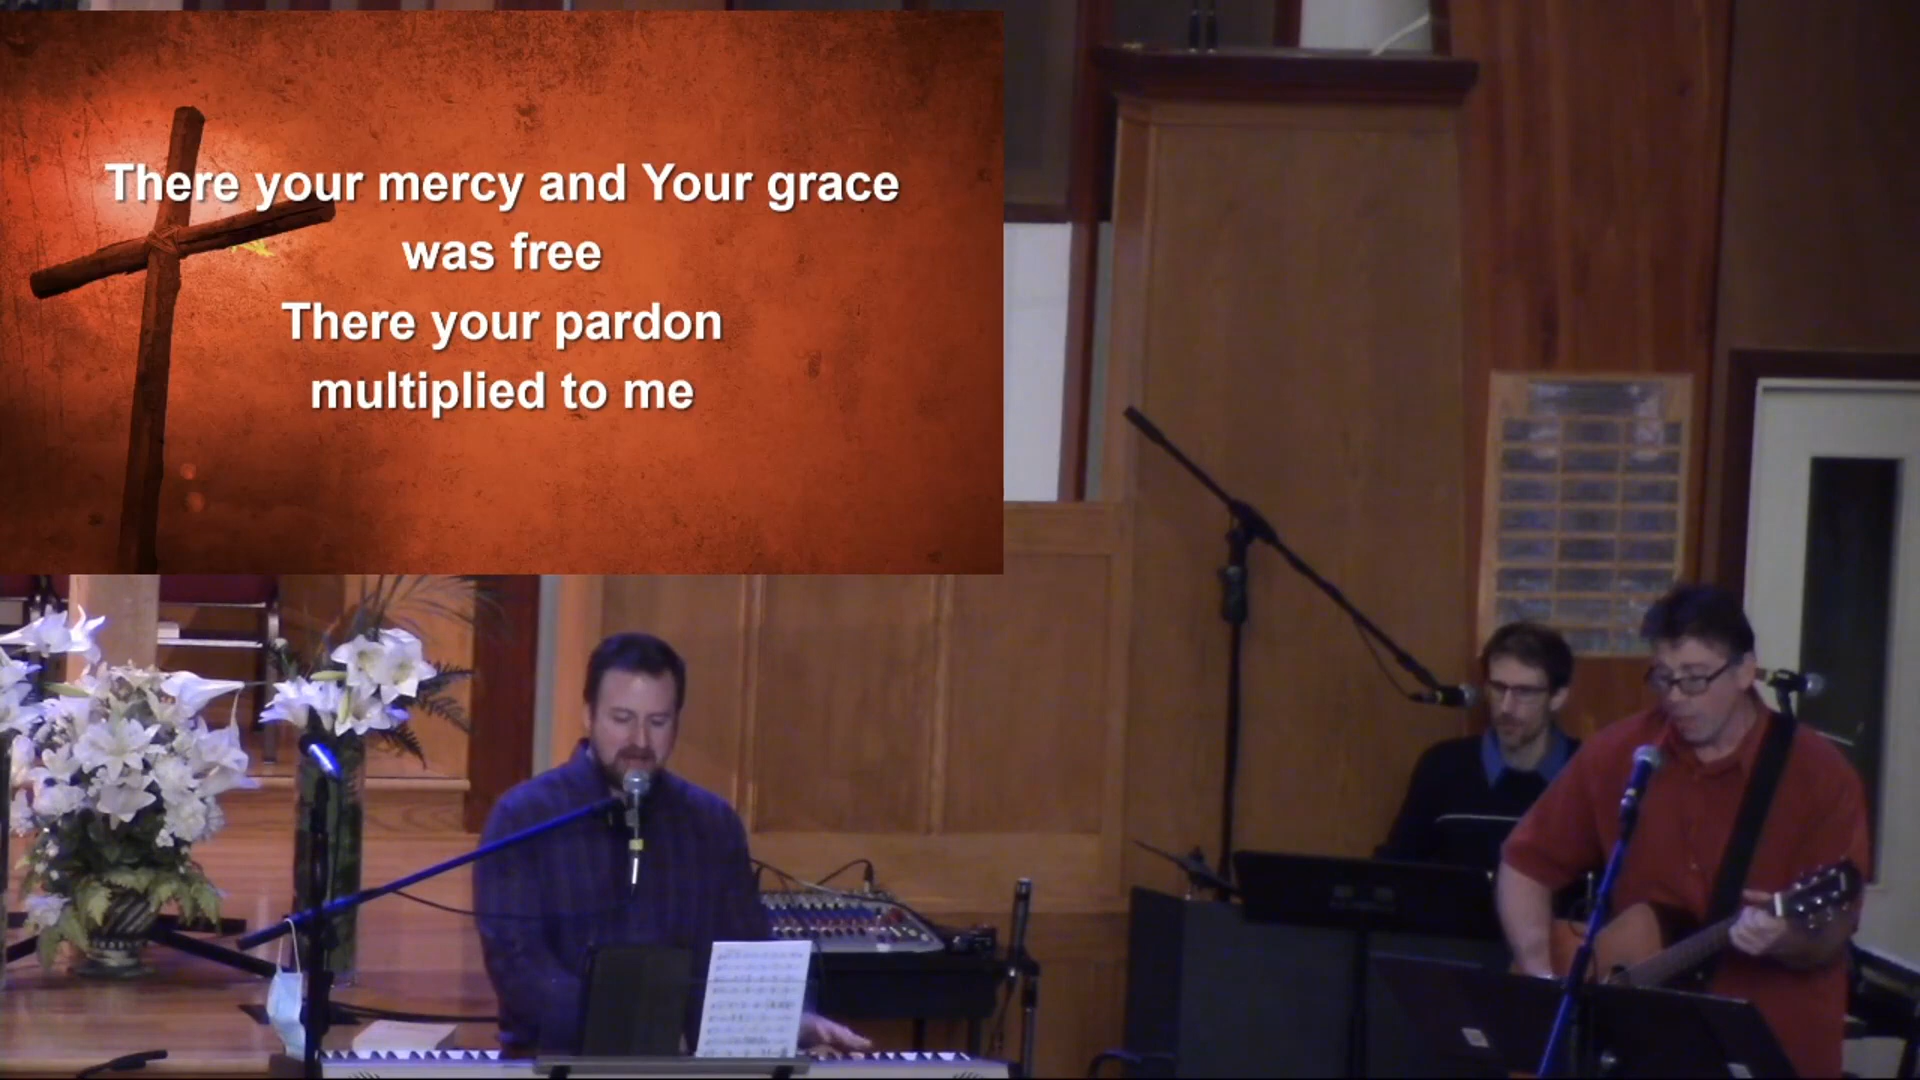 There your mercy and Your grace
was free
There your pardon
multiplied to me